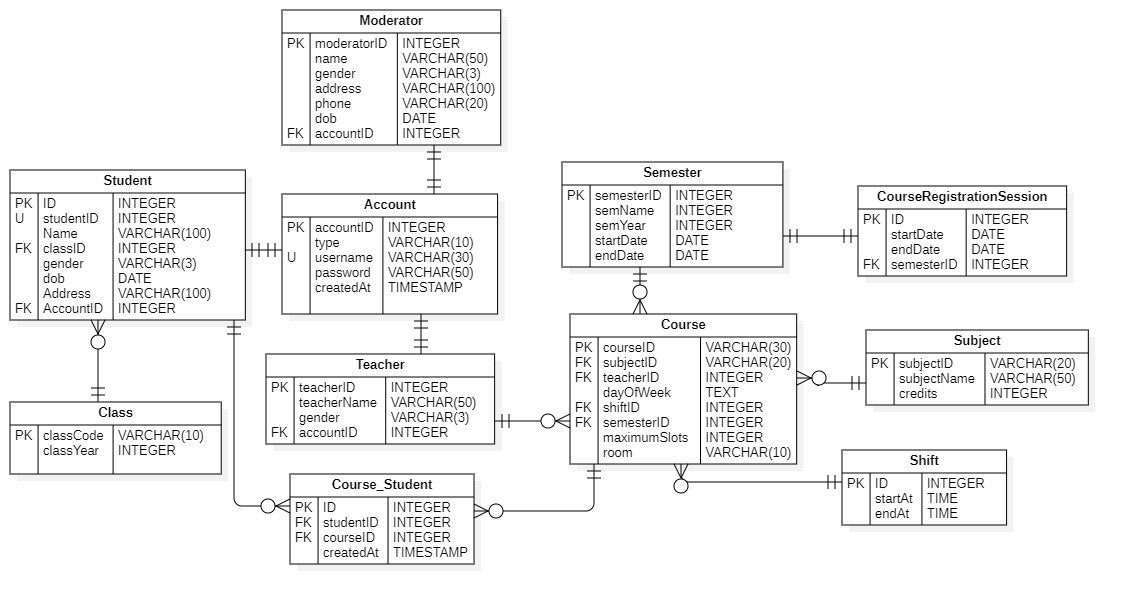 Moderator
PK moderatorID INTEGER
name VARCHAR(50)
gender VARCHAR(3)
address VARCHAR(100)
phone VARCHAR(20)
dob DATE
FK accountID INTEGER
Student
PK ID INTEGER
U studentID INTEGER
Name VARCHAR(100)
FK classID INTEGER
gender VARCHAR(3)
dob DATE
Address VARCHAR(100)
FK AccountID INTEGER
Account
PK accountID INTEGER
type VARCHAR(10)
U username VARCHAR(30)
password VARCHAR(50)
createdAt TIMESTAMP
Semester
PK semesterID INTEGER
semName INTEGER
semYear INTEGER
startDate DATE
endDate DATE
CourseRegistrationSession
PK ID INTEGER
startDate DATE
endDate DATE
FK semesterID INTEGER
Course
PK courseID VARCHAR(30)
FK subjectID VARCHAR(20)
FK teacherID INTEGER
dayOfWeek TEXT
FK shiftID INTEGER
FK semesterID INTEGER
maximumSlots INTEGER
room VARCHAR(10)
Subject
PK subjectID VARCHAR(20)
subjectName VARCHAR(50)
credits INTEGER
Teacher
PK teacherID INTEGER
teacherName VARCHAR(50)
gender VARCHAR(3)
FK accountID INTEGER
Class
PK classCode VARCHAR(10)
classYear INTEGER
Shift
PK ID INTEGER
startAt TIME
endAt TIME
Course_Student
PK ID INTEGER
FK studentID INTEGER
FK courseID INTEGER
createdAt TIMESTAMP